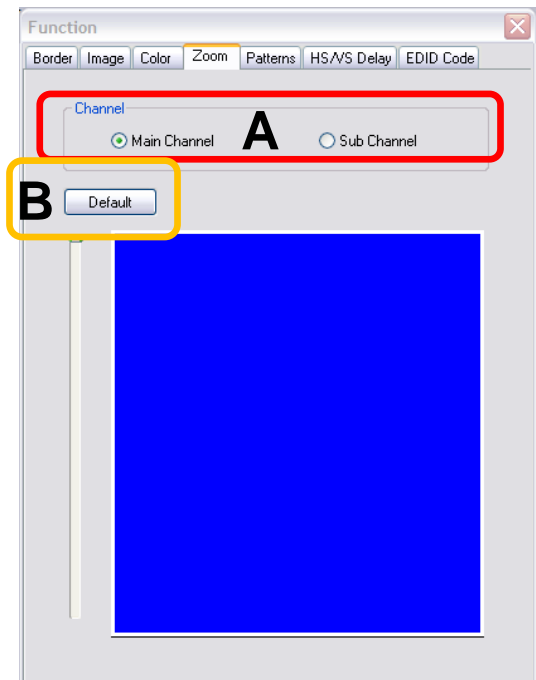 Function
Border Image Color Zoom Patterns HS/VS Delay EDID Code
Channel
Main Channel A Sub Channel
B Default